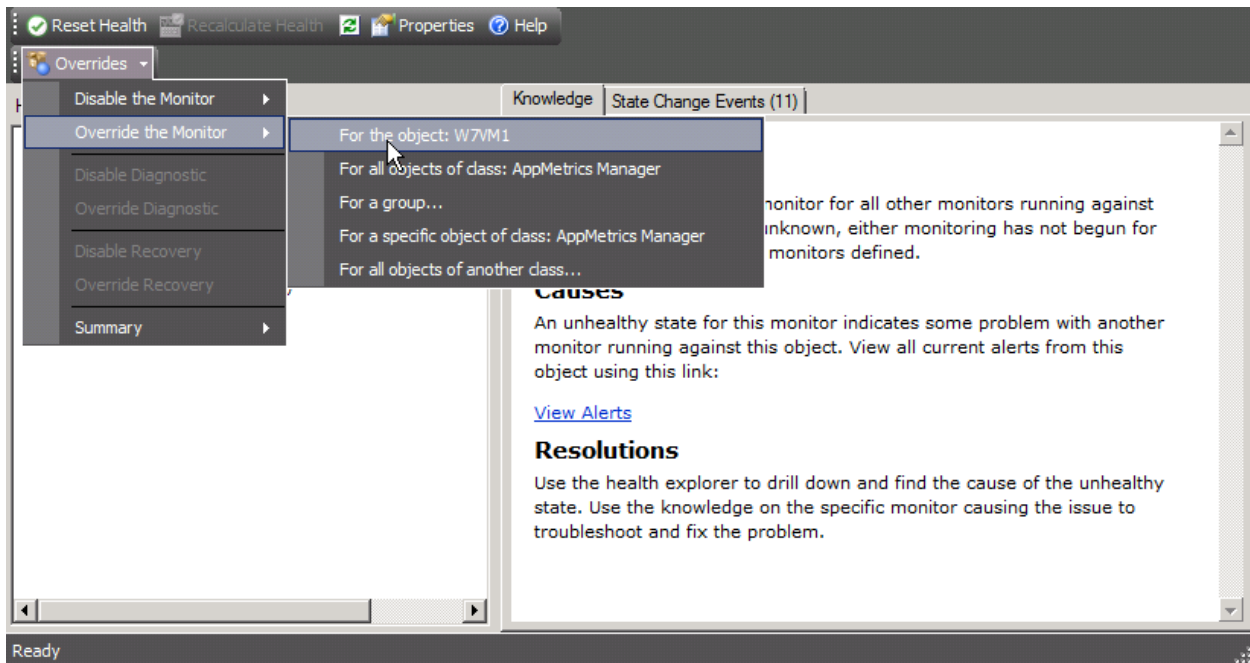 Reset Health Recalculate Health Properties Help
Overrides
Knowledge State Change Events (11)
Disable the Monitor
Override the Monitor
Disable Diagnostic
Override Diagnostic
Disable Recovery
Override Recovery
Summary
For the object: W7VM1
For all objects of class: AppMetrics Manager
For a group...
For a specific object of class: AppMetrics Manager
For all objects of another class...
monitor for all other monitors running against
unknown, either monitoring has not begun for
monitors defined.
Causes
An unhealthy state for this monitor indicates some problem with another
monitor running against this object. View all current alerts from this
object using this link:
View Alerts
Resolutions
Use the health explorer to drill down and find the cause of the unhealthy
state. Use the knowledge on the specific monitor causing the issue to
troubleshoot and fix the problem.
Ready